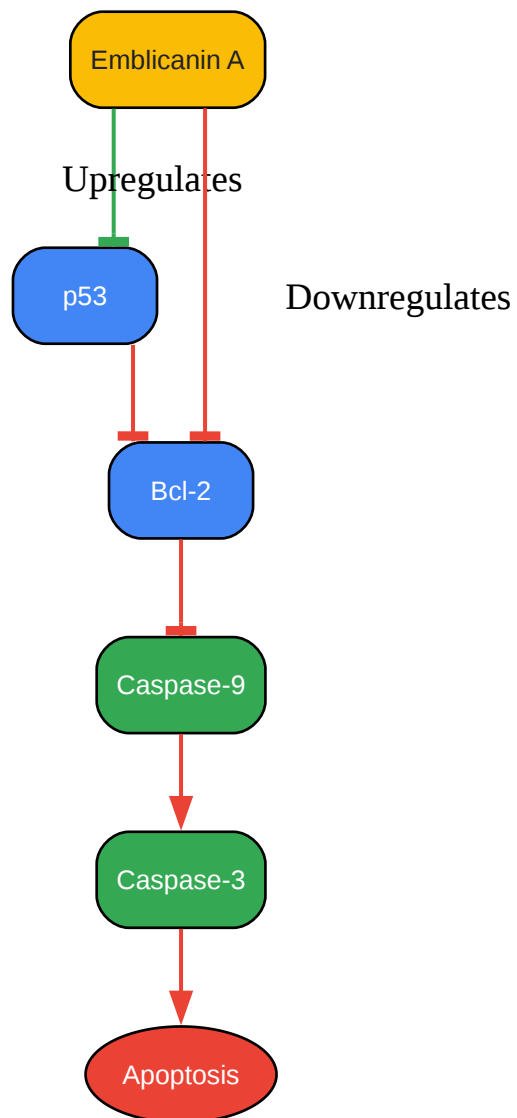 Emblicanin A
Upregulates
p53
Downregulates
Bcl-2
Caspase-9
Caspase-3
Apoptosis